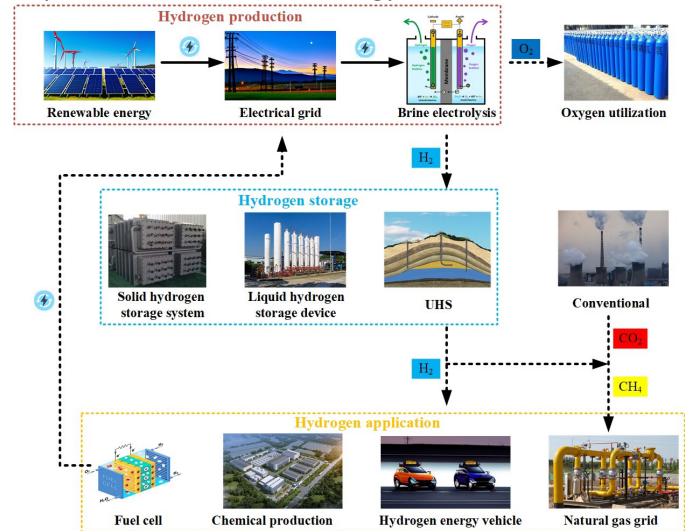 Hydrogen production
Renewable energy
Electrical grid
Brine electrolysis
O₂
Oxygen utilization
H₂
Hydrogen storage
Solid hydrogen
storage system
Liquid hydrogen
storage device
UHS
Conventional
CO₂
H₂
CH₄
Hydrogen application
FUEL
CELL
Fuel cell
Chemical production
Hydrogen energy vehicle
Natural gas grid